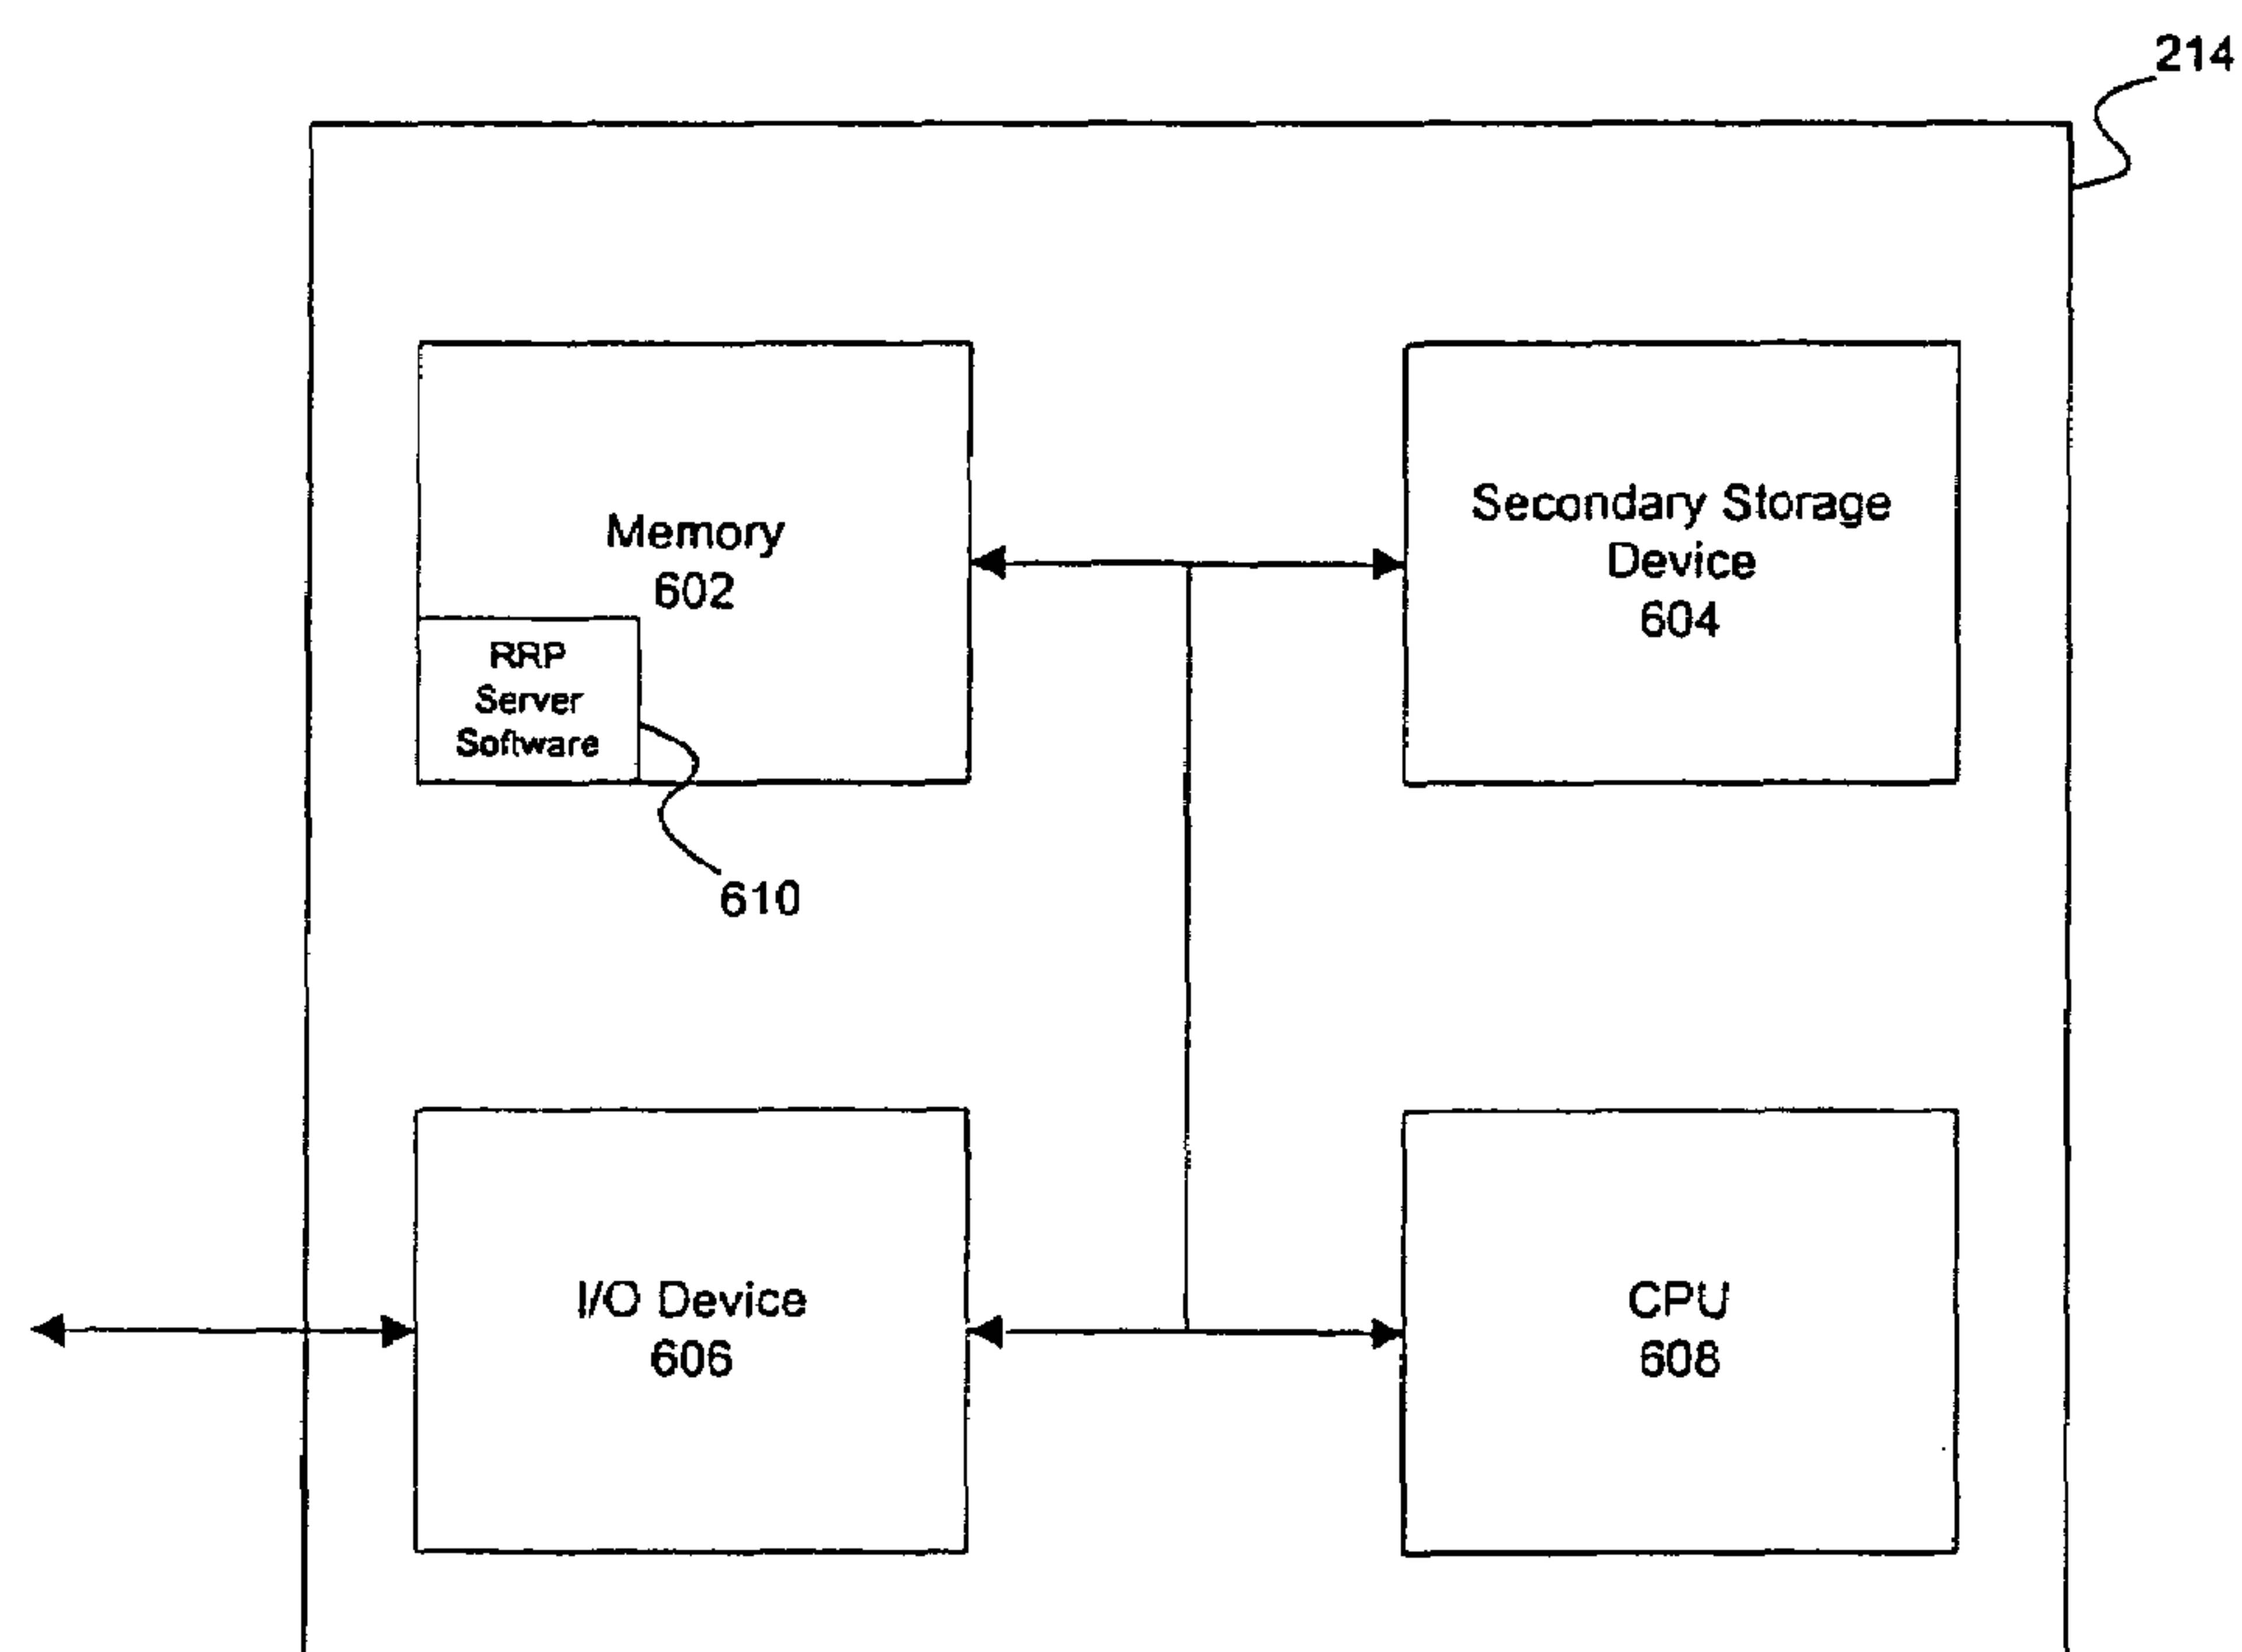 214
Memory
602
RRP
Server
Software
610
Secondary Storage
Device
604
I/O Device
606
CPU
608